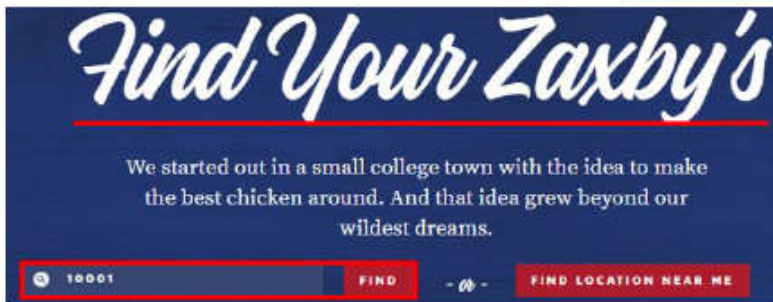 Find Your Zaxby's
We started out in a small college town with the idea to make
the best chicken around. And that idea grew beyond our
wildest dreams.
10001 FIND - or - FIND LOCATION NEAR ME